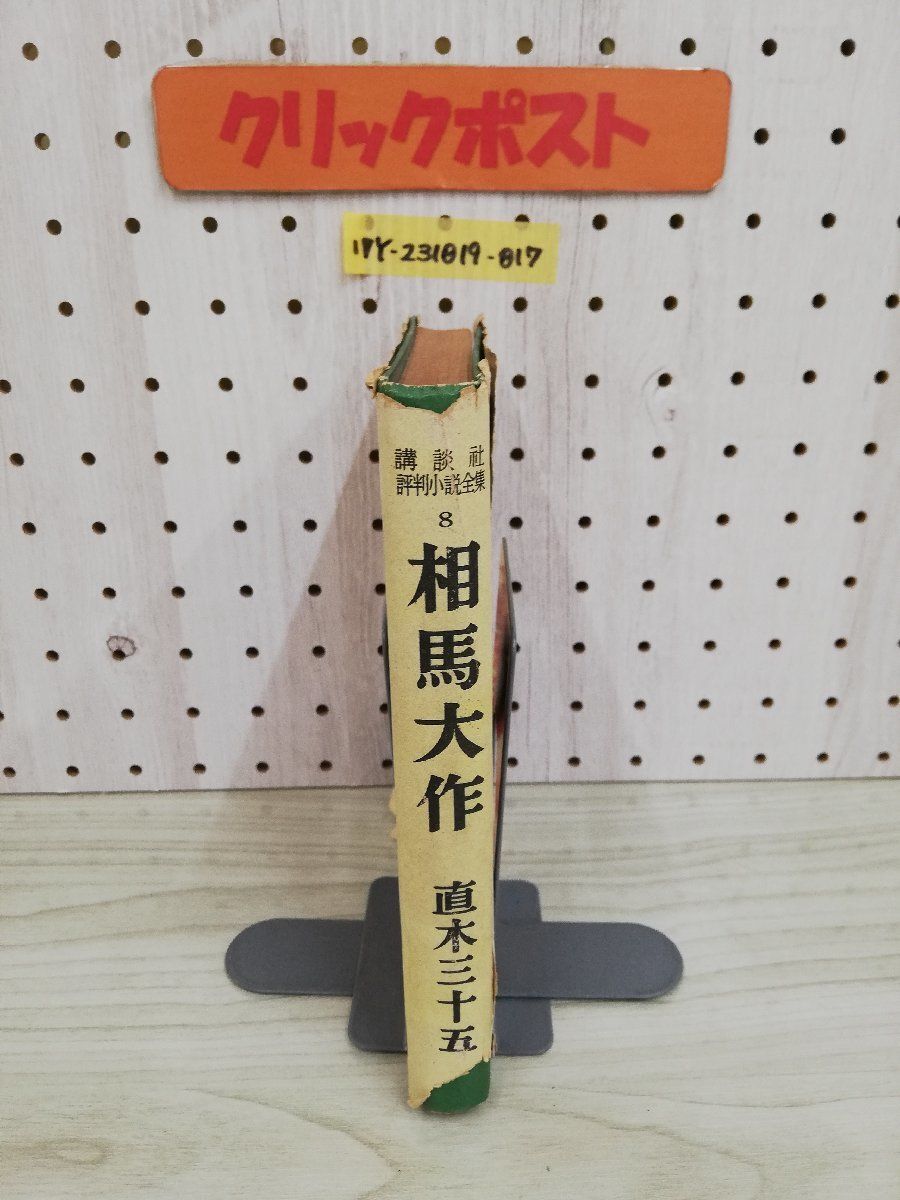 クリックポスト
17Y-231019-017
講談社
評判小説全集
8
相馬大作
直木三十五